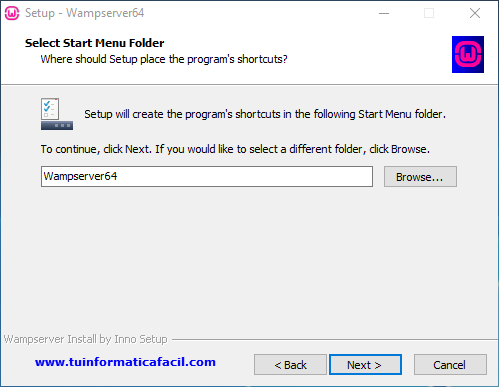 Setup - Wampserver64
Select Start Menu Folder
Where should Setup place the program's shortcuts?
Setup will create the program's shortcuts in the following Start Menu folder.
To continue, click Next. If you would like to select a different folder, click Browse.
Wampserver64
Browse...
Wampserver Install by Inno Setup
www.tuinformaticafacil.com
< Back
Next >
Cancel